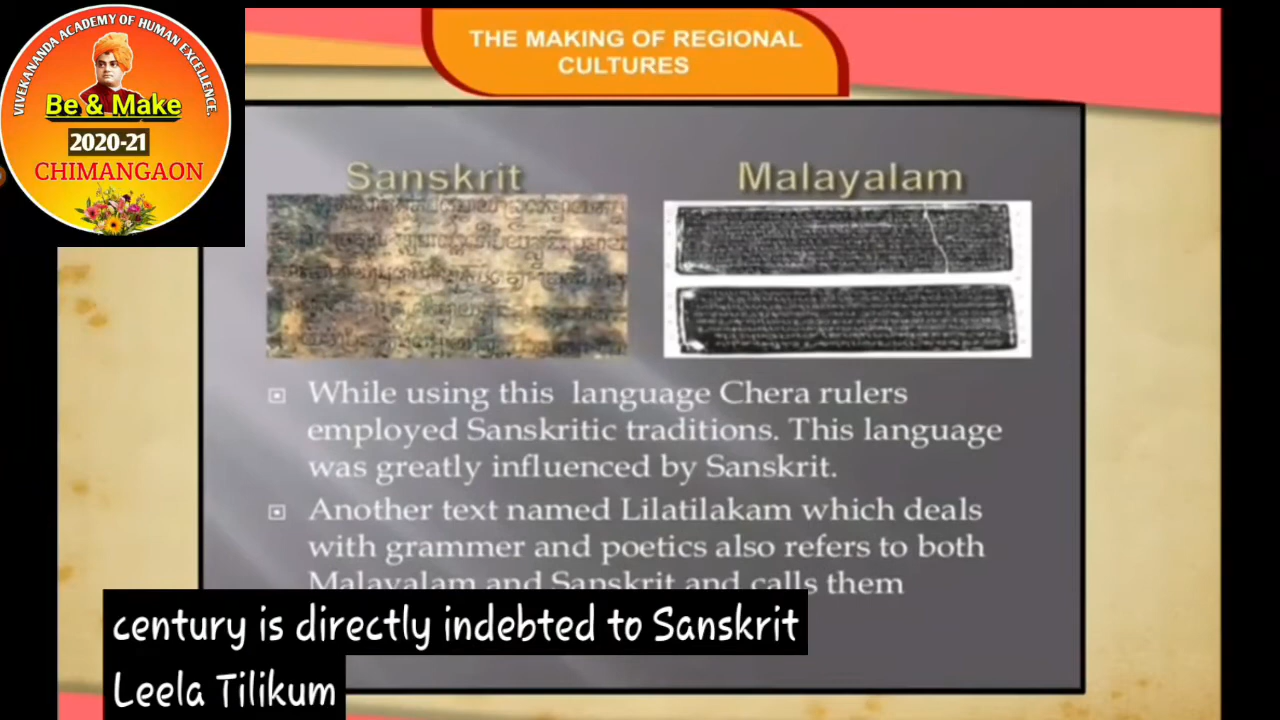 VIVEKANANDA ACADEMY OF HUMAN EXCELLENCE.
Be & Make
2020-21
CHIMANGAON
THE MAKING OF REGIONAL
CULTURES
Sanskrit
Malayalam
While using this language Chera rulers
employed Sanskritic traditions. This language
was greatly influenced by Sanskrit.
Another text named Lilatilakam which deals
with grammer and poetics also refers to both
Malayalam and Sanskrit and calls them
century is directly indebted to Sanskrit
Leela Tilikum